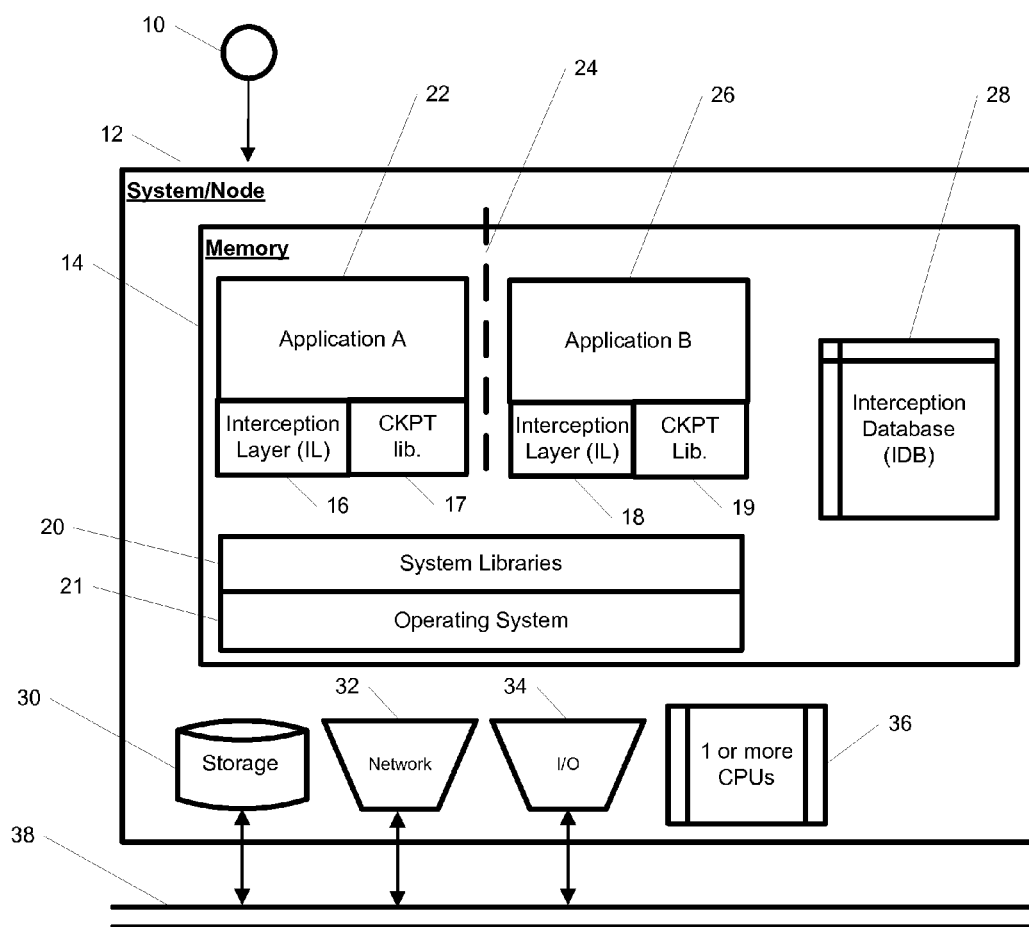 10
24
22
26
28
12
System/Node
Memory
14
Application A
Application B
Interception
Database
(IDB)
Interception
Layer (IL)
CKPT
lib.
Interception
Layer (IL)
CKPT
Lib.
16
17
18
19
20
System Libraries
21
Operating System
30
32
34
36
Storage
Network
I/O
1 or more
CPUs
38